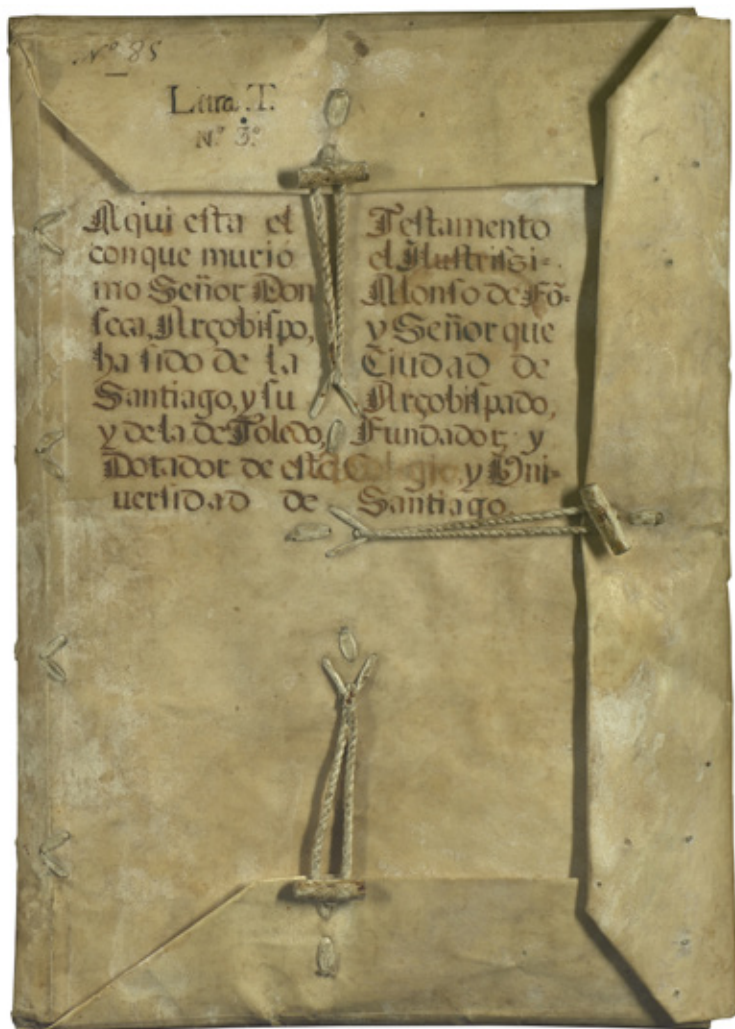 Nº 85
Letra. T.
Nº 3º
Aqui esta el Testamento
con que murio el Illustrissi-
mo Señor Don Alonso de Fõ-
seca, Arçobispo, y Señor que
ha sido de la Ciudad de
Santiago, y su Arçobispado,
y de la de Toledo, Fundador, y
Dotador de este Colegio, y Uni-
uersidad de Santiago.